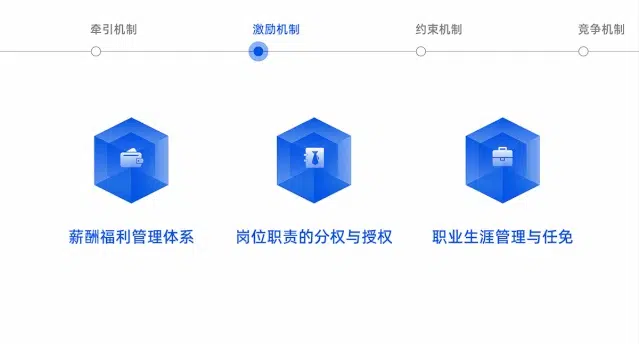 牵引机制
激励机制
约束机制
竞争机制
薪酬福利管理体系
岗位职责的分权与授权
职业生涯管理与任免